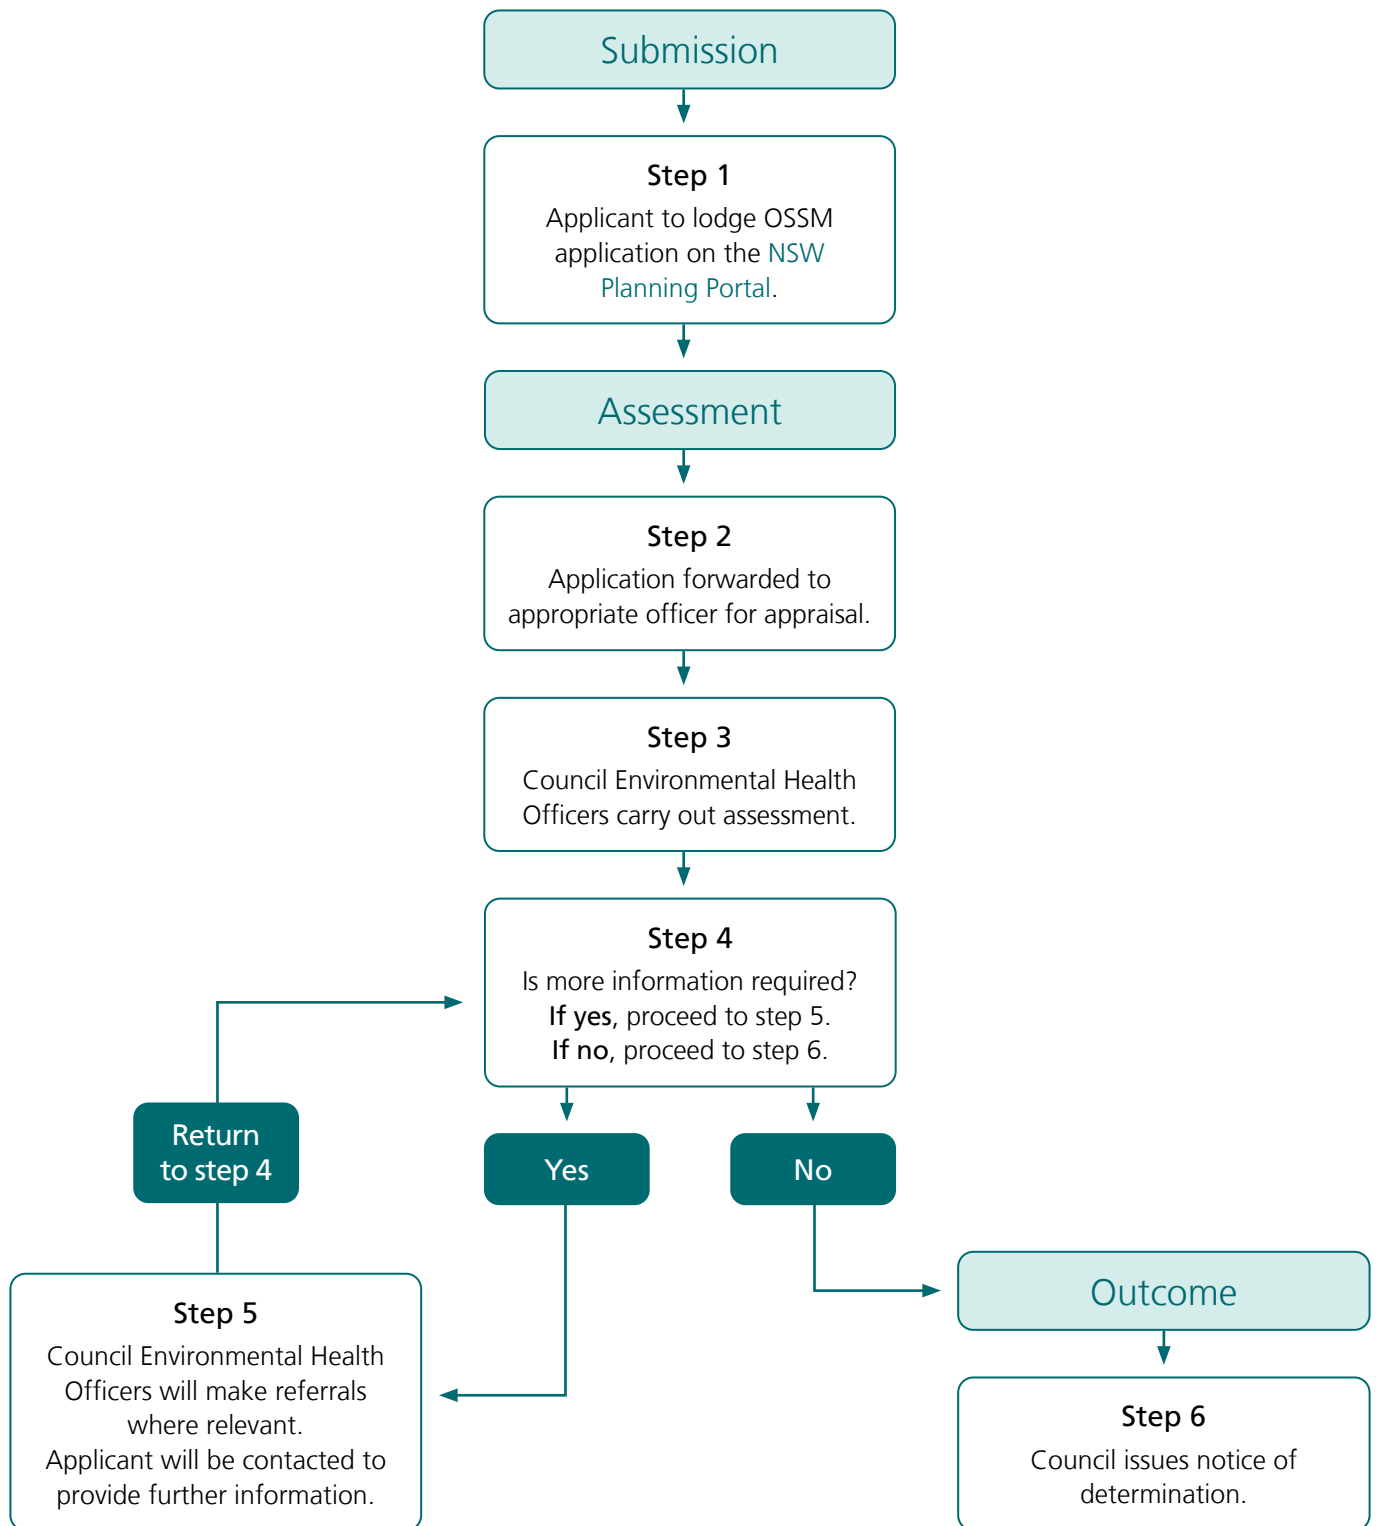 Submission
Step 1
Applicant to lodge OSSM
application on the NSW
Planning Portal.
Assessment
Step 2
Application forwarded to
appropriate officer for appraisal.
Step 3
Council Environmental Health
Officers carry out assessment.
Step 4
Is more information required?
If yes, proceed to step 5.
If no, proceed to step 6.
Return
to step 4
Yes
No
Step 5
Council Environmental Health
Officers will make referrals
where relevant.
Applicant will be contacted to
provide further information.
Outcome
Step 6
Council issues notice of
determination.